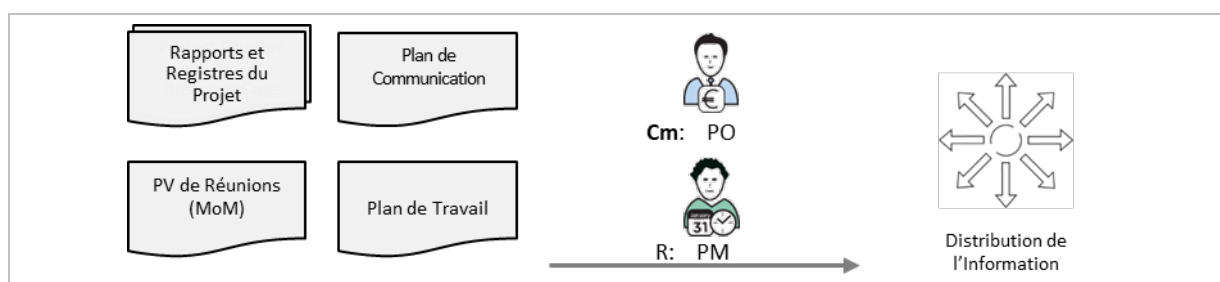 Rapports et
Registres du
Projet
Plan de
Communication
PV de Réunions
(MoM)
Plan de Travail
€
Cm: PO
January
31
R: PM
Distribution de
l'Information